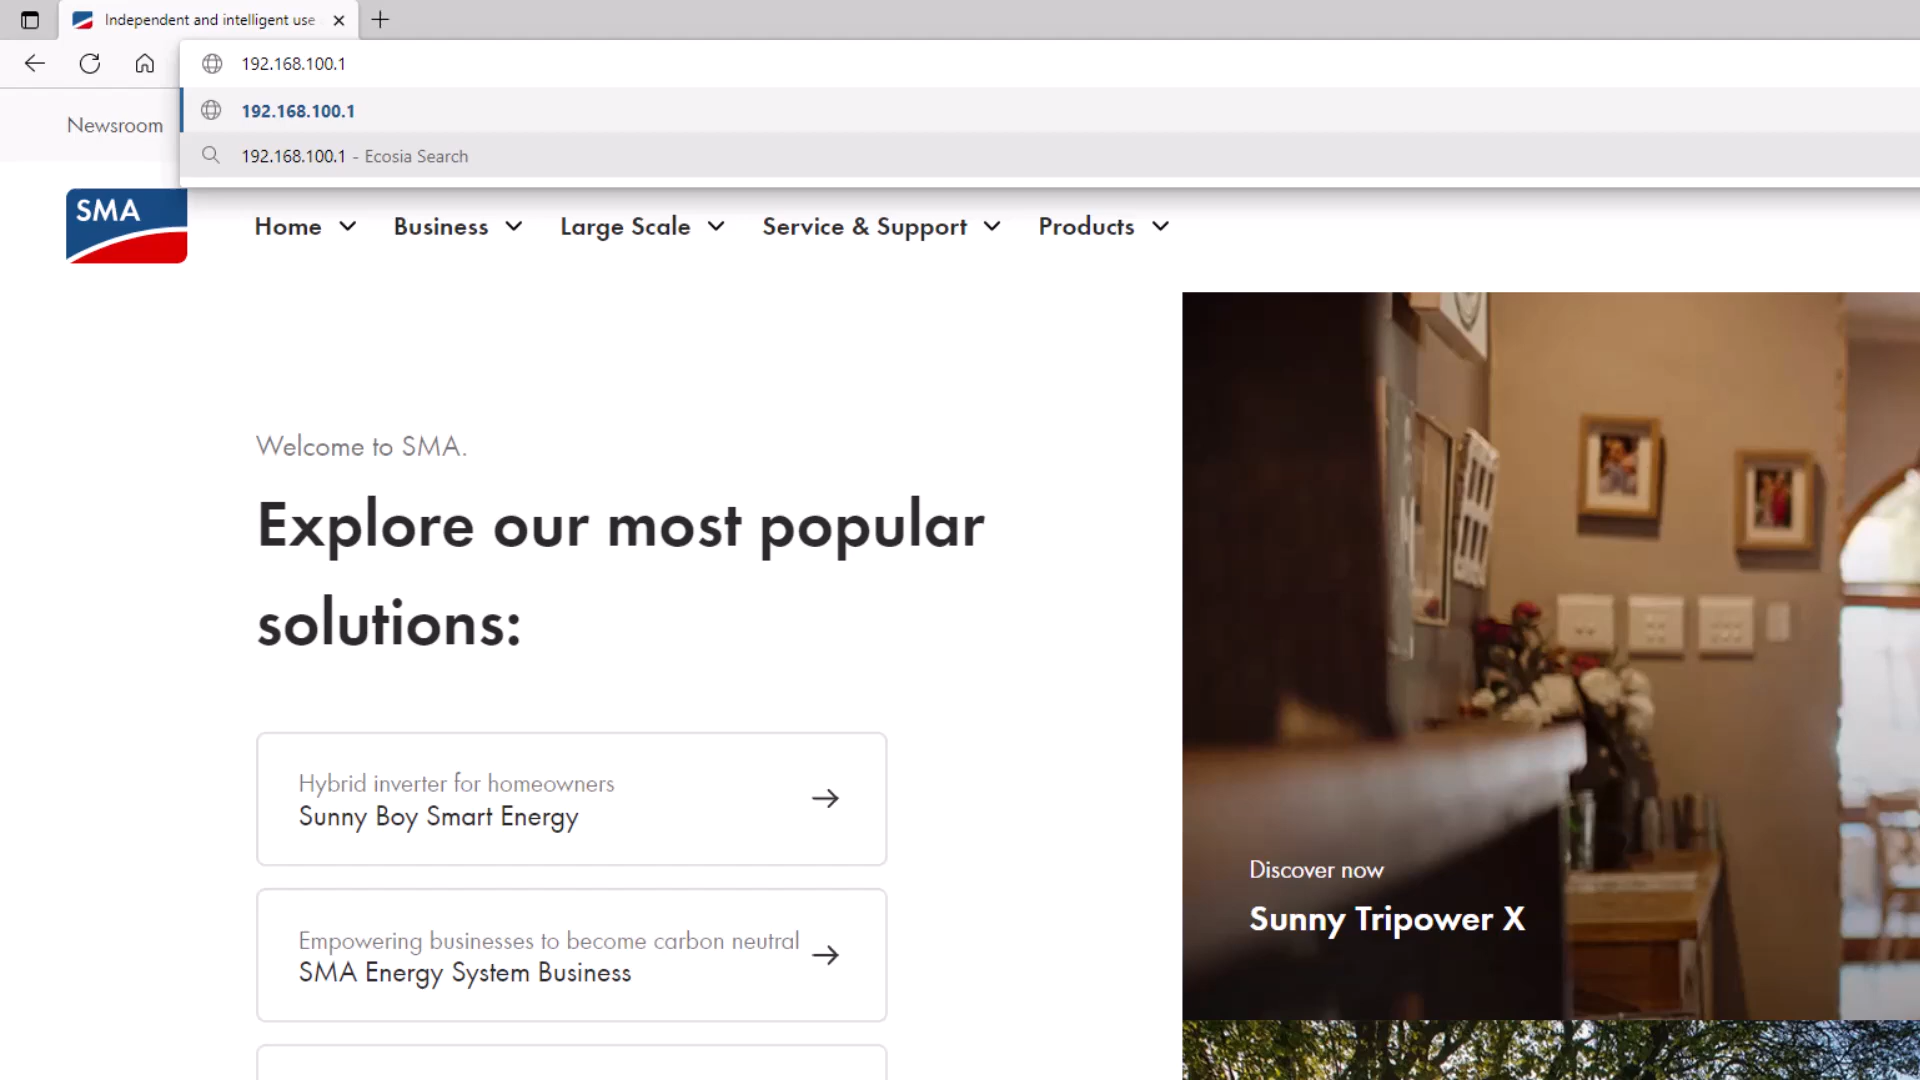 Independent and intelligent use
192.168.100.1
192.168.100.1
192.168.100.1 - Ecosia Search
Newsroom
SMA
Home
Business
Large Scale
Service & Support
Products
Welcome to SMA.
Explore our most popular
solutions:
Hybrid inverter for homeowners
Sunny Boy Smart Energy
Empowering businesses to become carbon neutral
SMA Energy System Business
Discover now
Sunny Tripower X